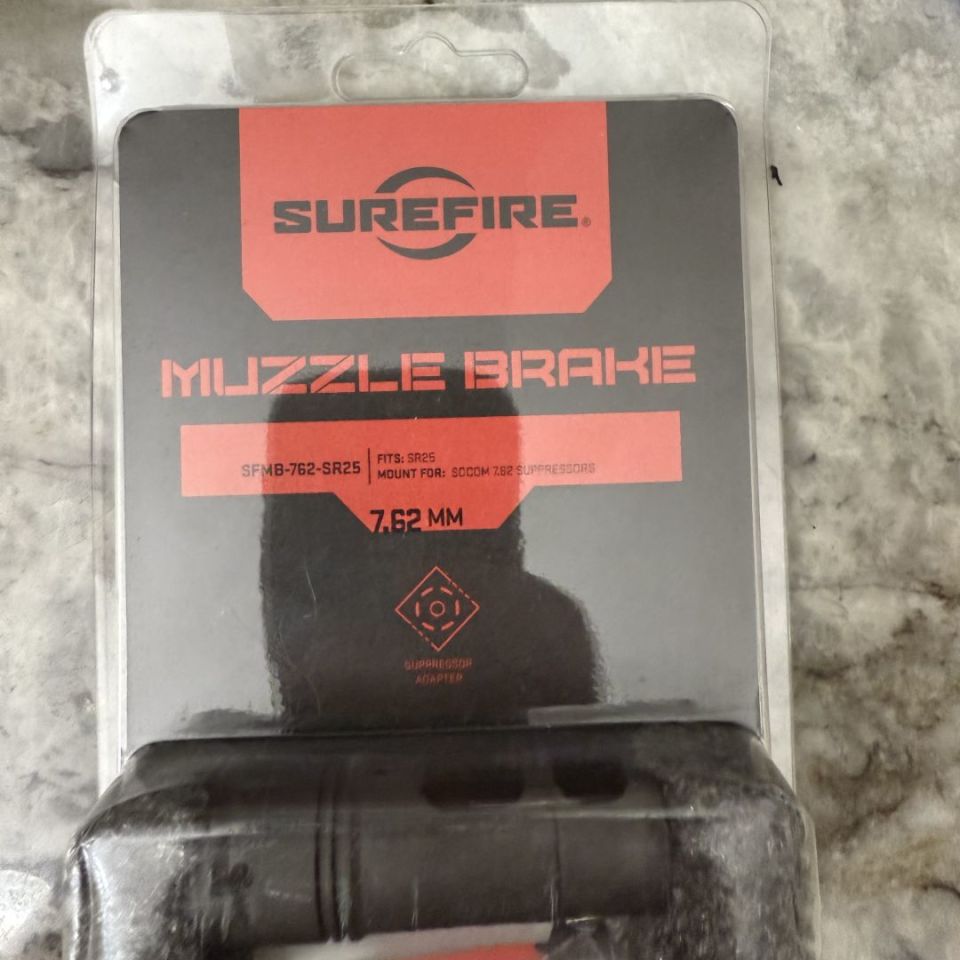 SUREFIRE®
MUZZLE BRAKE
SFMB-762-SR25
FITS: SR25
MOUNT FOR: SOCOM 7.62 SUPPRESSORS
7.62 MM
SUPPRESSOR
ADAPTER